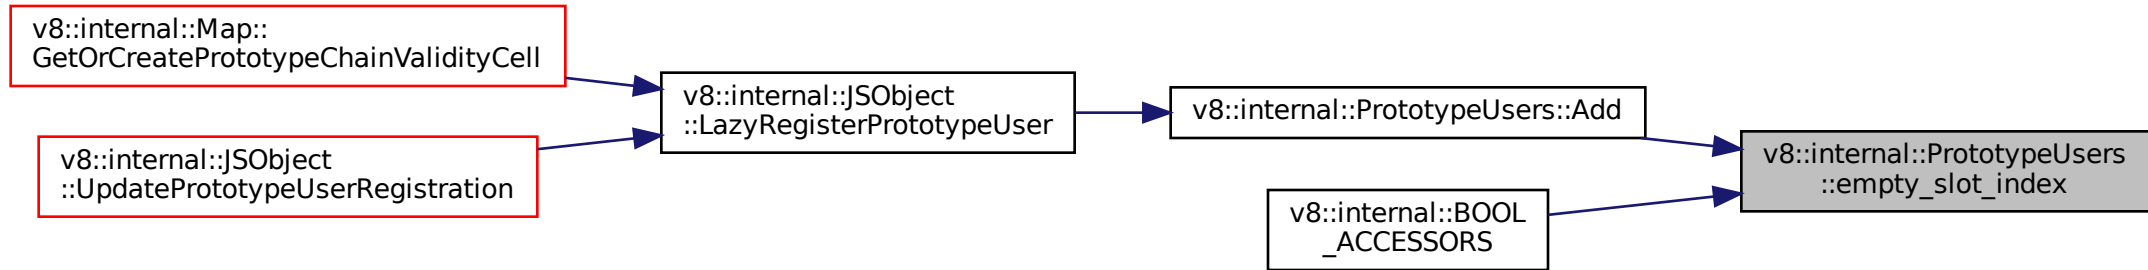 v8::internal::Map::
GetOrCreatePrototypeChainValidityCell
v8::internal::JSObject
::UpdatePrototypeUserRegistration
v8::internal::JSObject
::LazyRegisterPrototypeUser
v8::internal::PrototypeUsers::Add
v8::internal::BOOL
_ACCESSORS
v8::internal::PrototypeUsers
::empty_slot_index